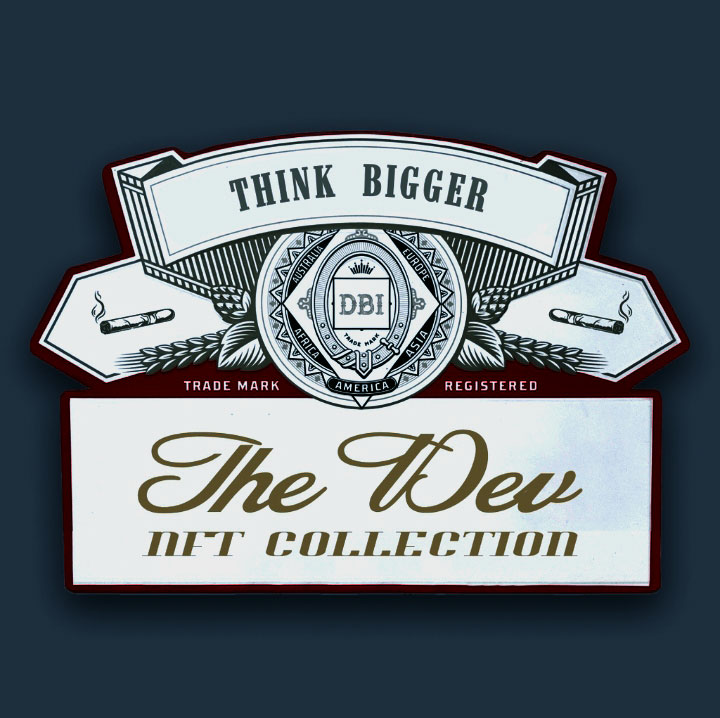 THINK BIGGER
AUSTRALIA
EUROPE
DBI
TRADE MARK
AFRICA
ASIA
AMERICA
TRADE MARK
REGISTERED
The Dev
NFT COLLECTION